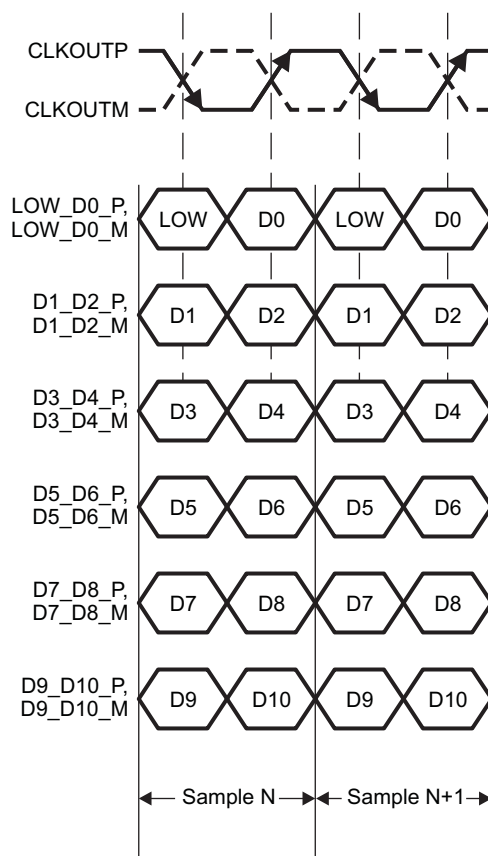 CLKOUTP
CLKOUTM
LOW_D0_P,
LOW_D0_M
LOW D0 LOW D0
D1_D2_P,
D1_D2_M
D1 D2 D1 D2
D3_D4_P,
D3_D4_M
D3 D4 D3 D4
D5_D6_P,
D5_D6_M
D5 D6 D5 D6
D7_D8_P,
D7_D8_M
D7 D8 D7 D8
D9_D10_P,
D9_D10_M
D9 D10 D9 D10
Sample N Sample N+1